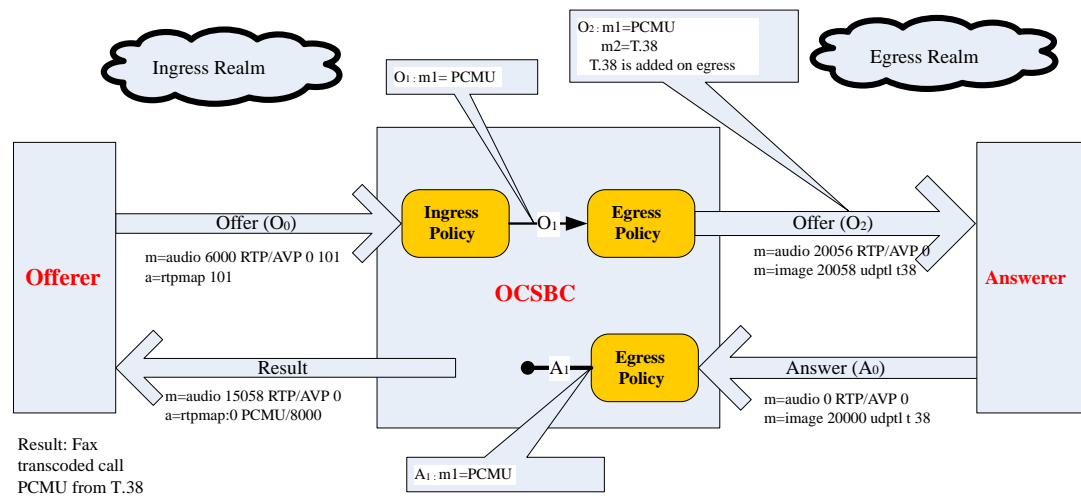 O2 : m1=PCMU
m2=T.38
T.38 is added on egress
Ingress Realm
Egress Realm
O1 : m1= PCMU
Offer (O0)
Ingress
Policy
O1
Egress
Policy
Offer (O2)
m=audio 6000 RTP/AVP 0 101
a=rtpmap 101
m=audio 20056 RTP/AVP 0
m=image 20058 udptl t38
Offerer
OCSBC
Answerer
Result
A1
Egress
Policy
Answer (A0)
m=audio 15058 RTP/AVP 0
a=rtpmap:0 PCMU/8000
m=audio 0 RTP/AVP 0
m=image 20000 udptl t 38
Result: Fax
transcoded call
PCMU from T.38
A1 : m1=PCMU